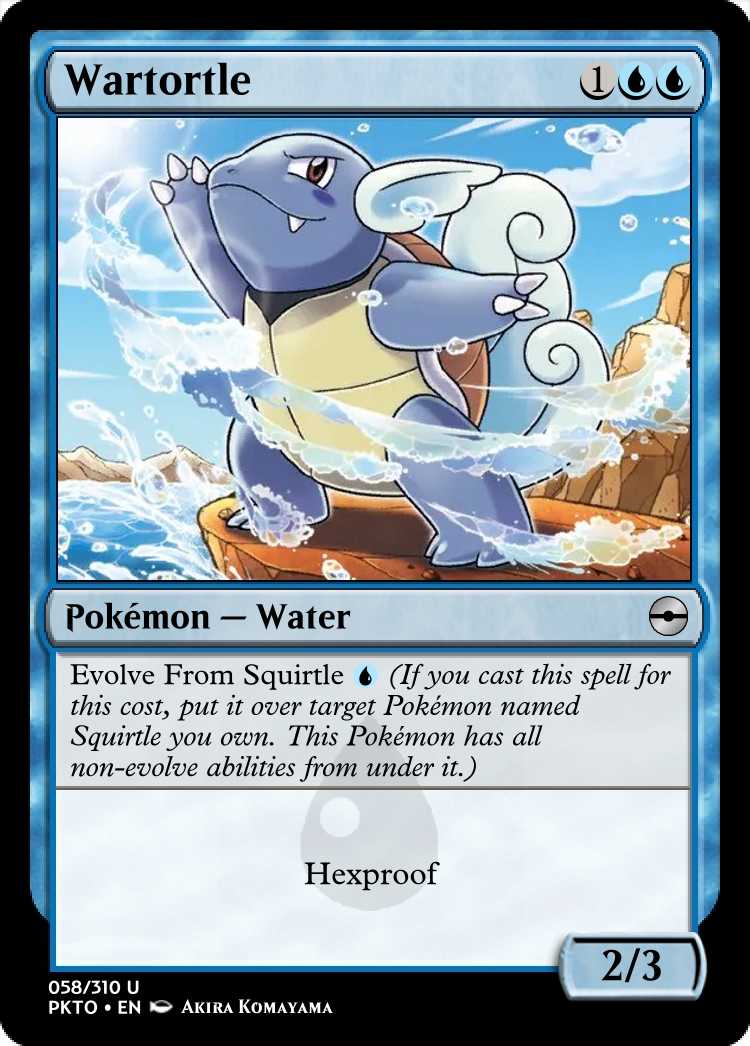 Wartortle 1
Pokémon — Water
Evolve From Squirtle (If you cast this spell for
this cost, put it over target Pokémon named
Squirtle you own. This Pokémon has all
non-evolve abilities from under it.)
Hexproof
2/3
058/310 U
PKTO • EN Akira Komayama